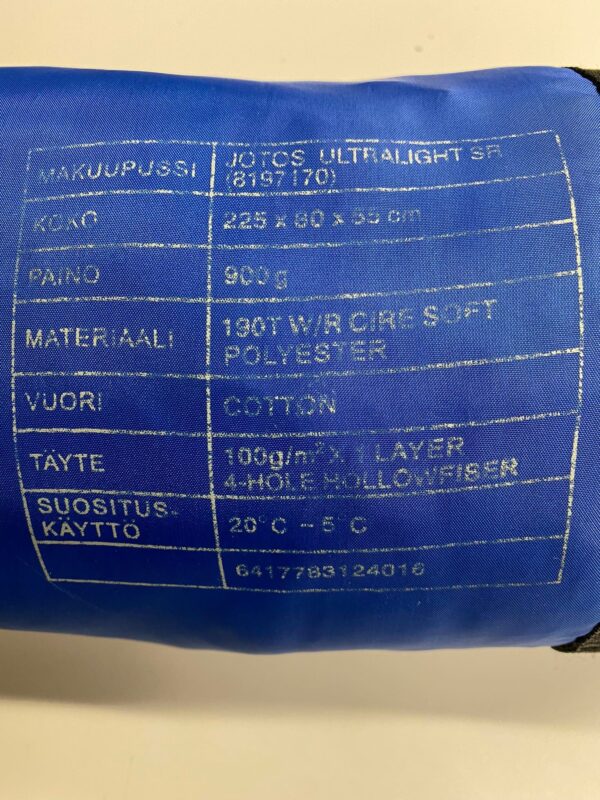 MAKUUPUSSI
JOTOS ULTRALIGHT SR
(8197170)
KOKO
225 x 80 x 55 cm
PAINO
900 g
MATERIAALI
190T W/R CIRE SOFT
POLYESTER
VUORI
COTTON
TÄYTE
100g/m² X 1 LAYER
4-HOLE HOLLOWFIBER
SUOSITUS-
KÄYTTÖ
20°C – 5°C
6417783124016